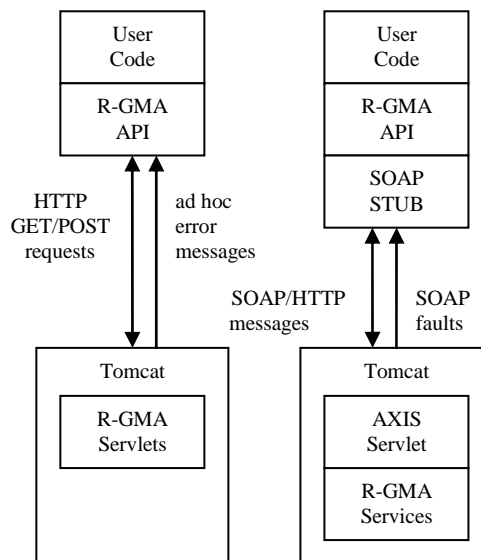 User
Code
R-GMA
API
HTTP
GET/POST
requests
ad hoc
error
messages
Tomcat
R-GMA
Servlets
User
Code
R-GMA
API
SOAP
STUB
SOAP/HTTP
messages
SOAP
faults
Tomcat
AXIS
Servlet
R-GMA
Services